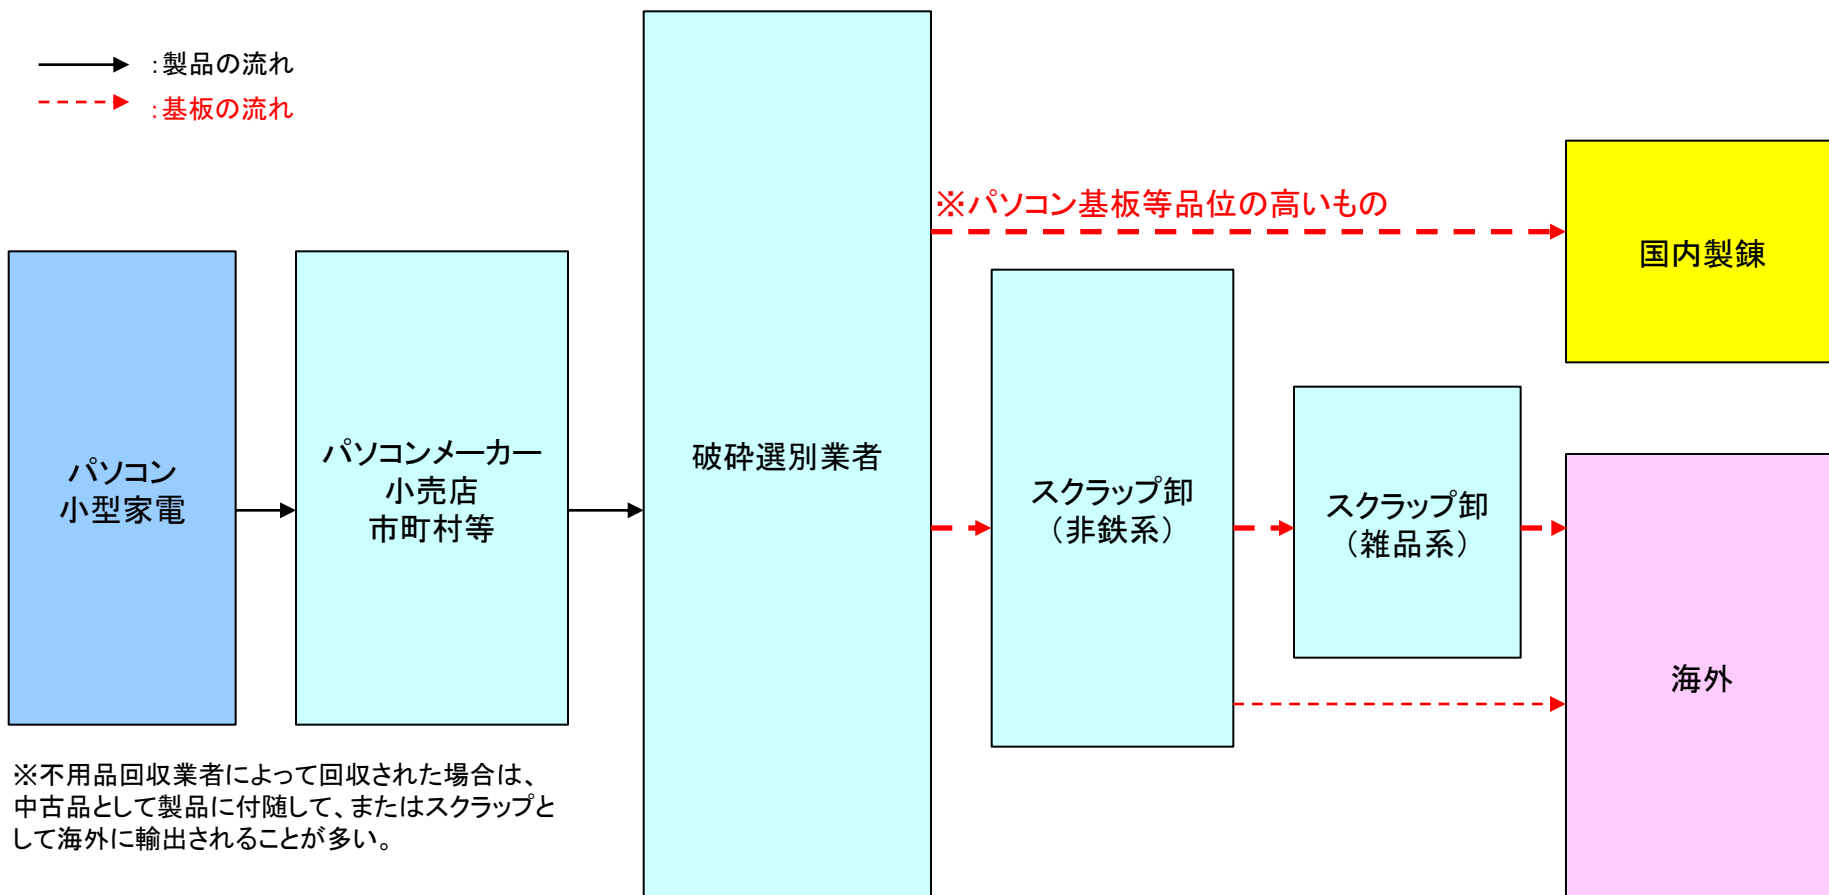 ：製品の流れ
：基板の流れ
※パソコン基板等品位の高いもの
国内製錬
パソコン
小型家電
パソコンメーカー
小売店
市町村等
破砕選別業者
スクラップ卸
（非鉄系）
スクラップ卸
（雑品系）
海外
※不用品回収業者によって回収された場合は、
中古品として製品に付随して、またはスクラップと
して海外に輸出されることが多い。